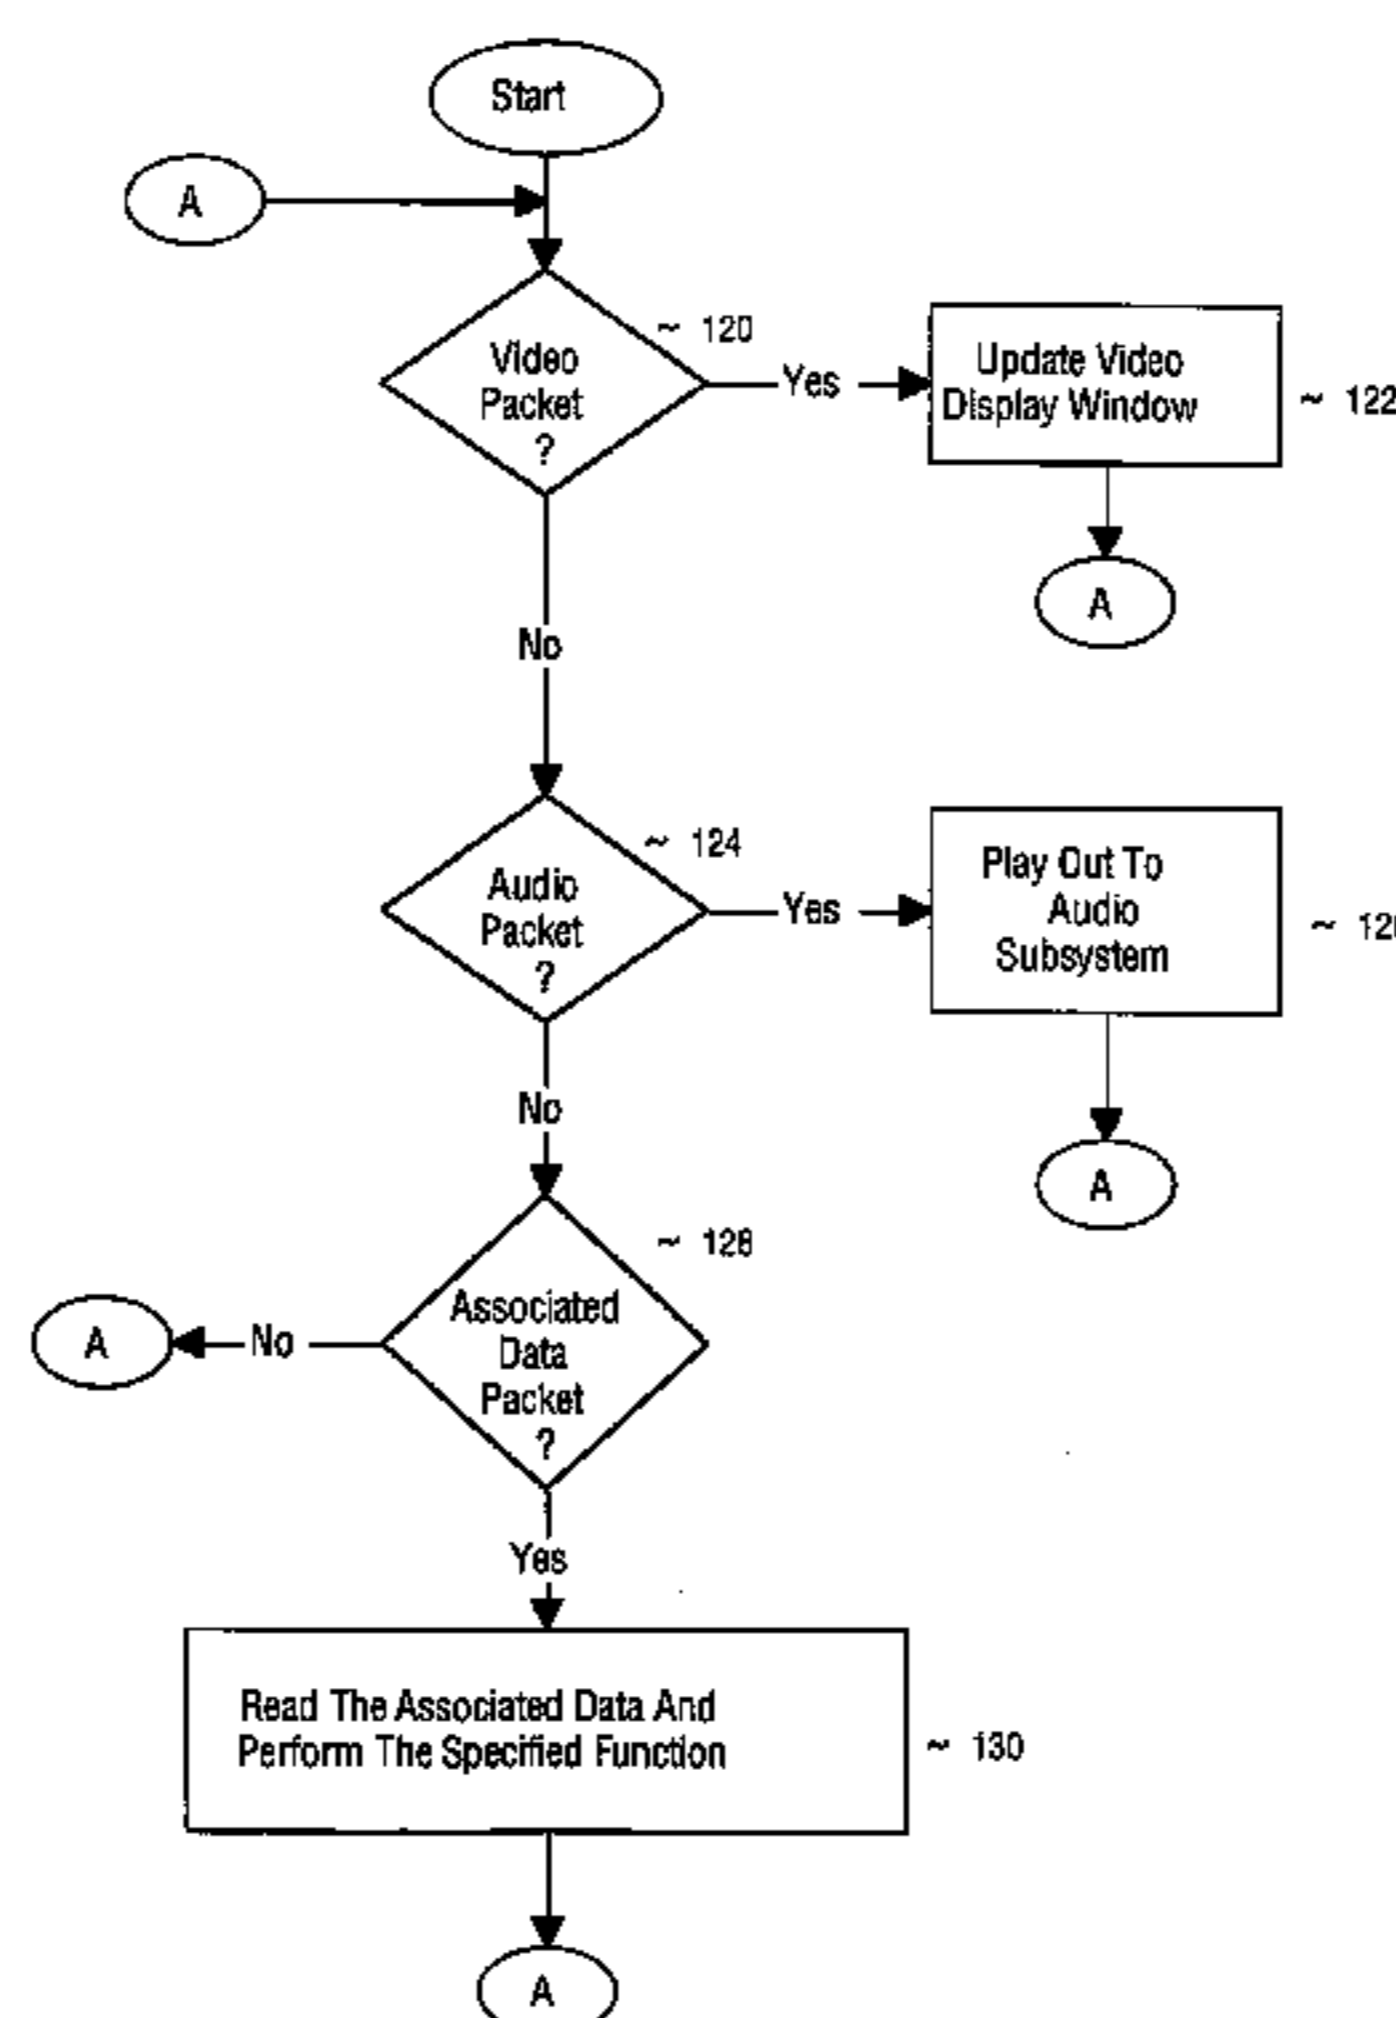 Start
A
~ 120
Video
Packet
?
Yes
Update Video
Display Window
~ 122
A
No
~ 124
Audio
Packet
?
Yes
Play Out To
Audio
Subsystem
A
No
~ 128
Associated
Data
Packet
?
No
A
Yes
Read The Associated Data And
Perform The Specified Function
~ 130
A